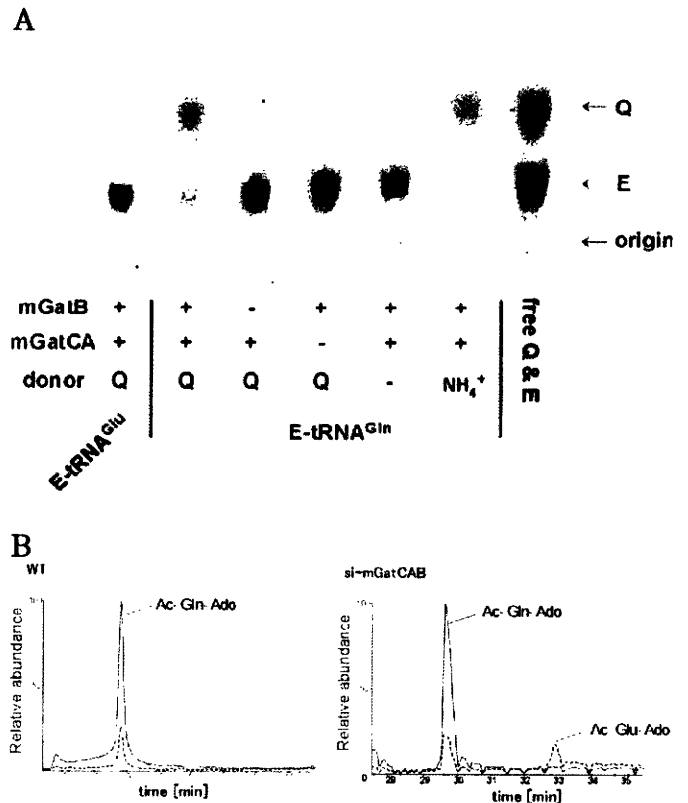 A
← Q
E
← origin
mGatB + + - + + +
mGatCA + + + - + +
donor Q Q Q Q - NH₄⁺
free Q & E
E-tRNAGlu
E-tRNAGln
B
WT
Ac-Gln-Ado
Relative abundance
time [min]
si-mGatCAB
Ac-Gln-Ado
Ac-Glu-Ado
Relative abundance
28 29 30 31 32 33 34 35
time [min]